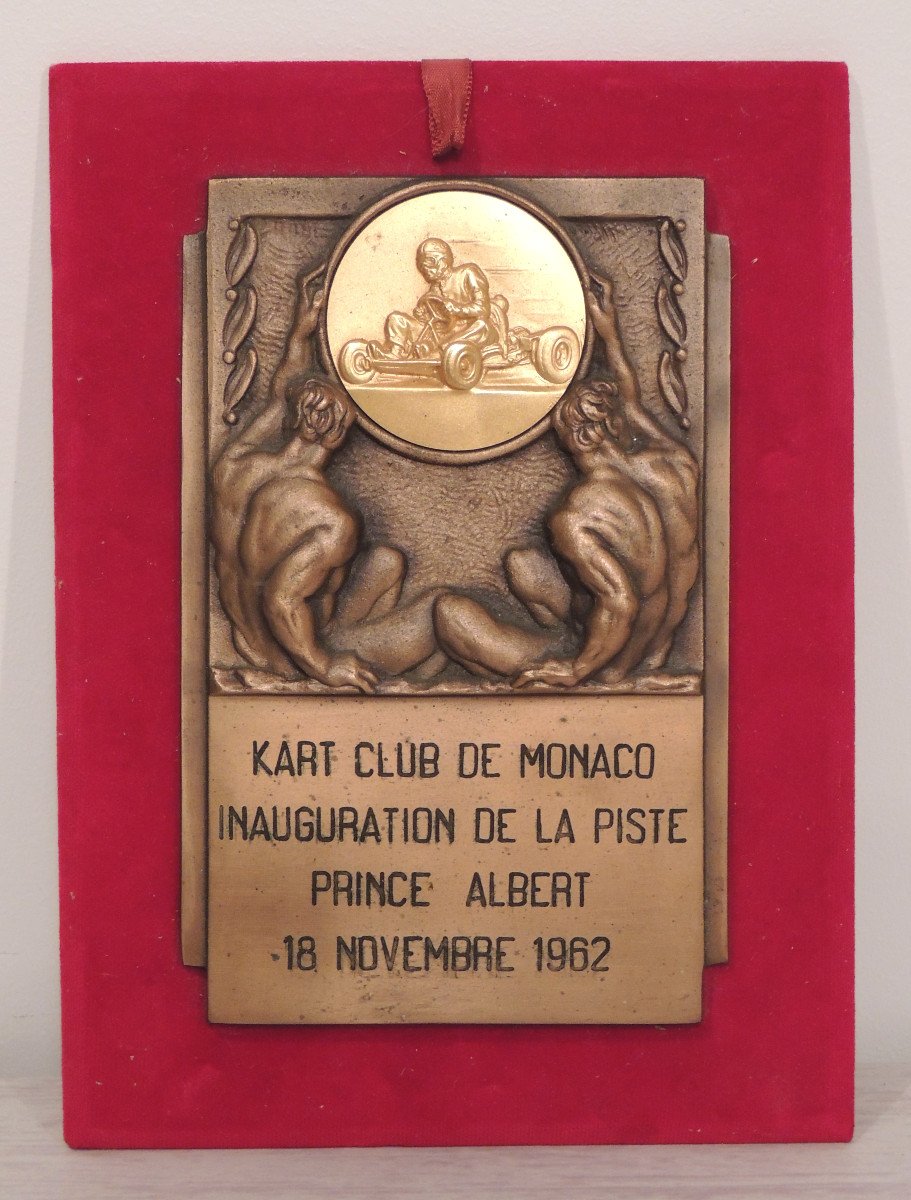 KART CLUB DE MONACO
INAUGURATION DE LA PISTE
PRINCE ALBERT
18 NOVEMBRE 1962